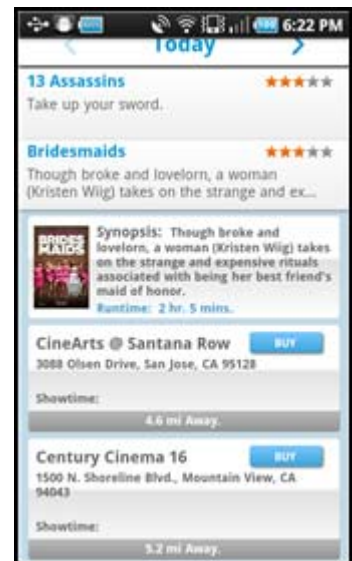 6:22 PM
Today
13 Assassins
Take up your sword.
Bridesmaids
Though broke and lovelorn, a woman
(Kristen Wiig) takes on the strange and ex...
BRIDES
MAIDS
Synopsis: Though broke and
lovelorn, a woman (Kristen Wiig) takes
on the strange and expensive rituals
associated with being her best friend's
maid of honor.
Runtime: 2 hr. 5 mins.
CineArts @ Santana Row BUY
3088 Olsen Drive, San Jose, CA 95128
Showtime:
4.6 mi Away.
Century Cinema 16 BUY
1500 N. Shoreline Blvd., Mountain View, CA
94043
Showtime:
5.2 mi Away.